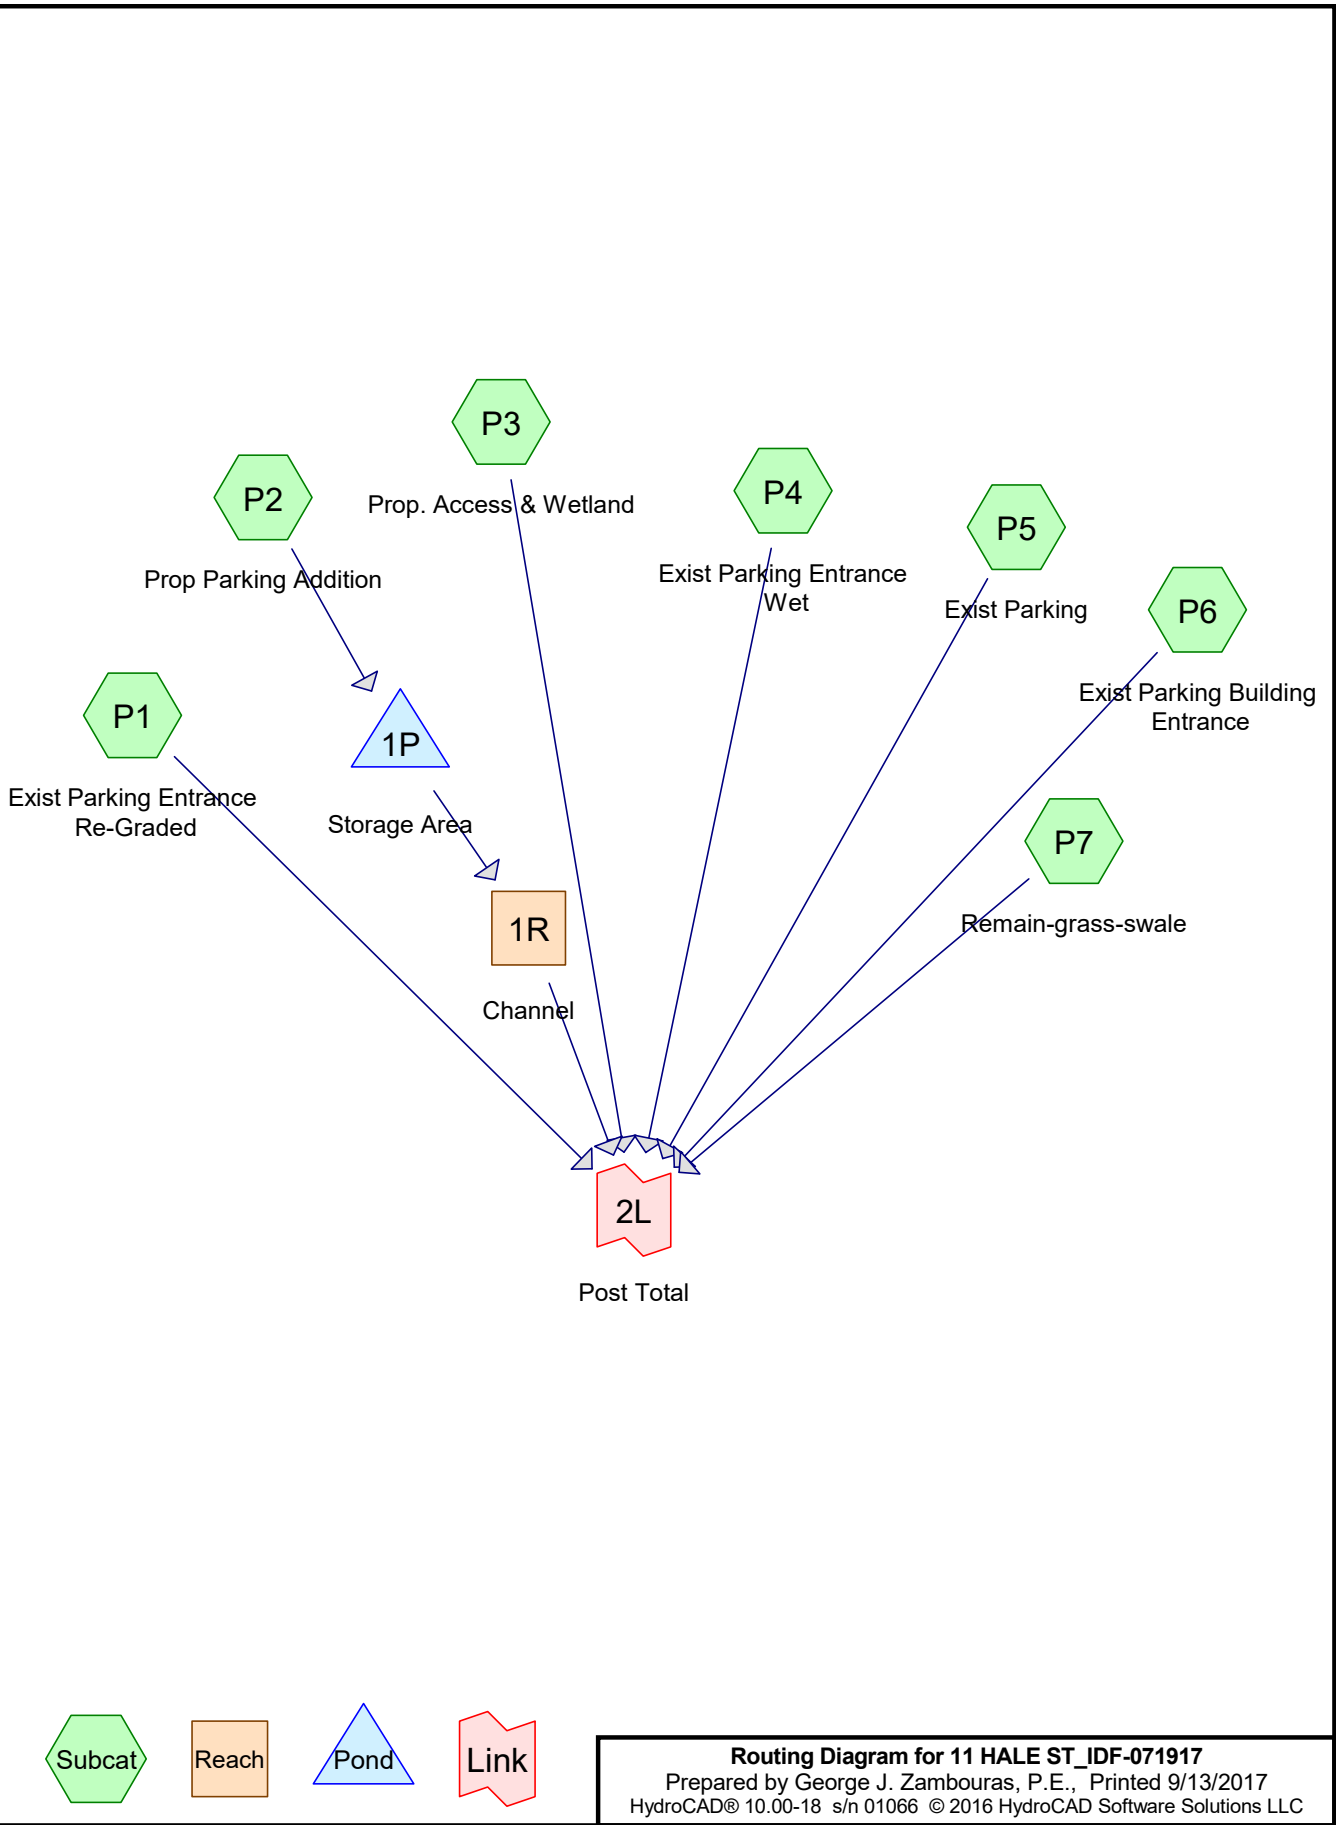 P3
Prop. Access & Wetland
P2
Prop Parking Addition
P4
Exist Parking Entrance
Wet
P5
Exist Parking
P6
Exist Parking Building
Entrance
P1
Exist Parking Entrance
Re-Graded
1P
Storage Area
P7
Remain-grass-swale
1R
Channel
2L
Post Total
Subcat
Reach
Pond
Link
Routing Diagram for 11 HALE ST_IDF-071917
Prepared by George J. Zambouras, P.E., Printed 9/13/2017
HydroCAD® 10.00-18 s/n 01066 © 2016 HydroCAD Software Solutions LLC